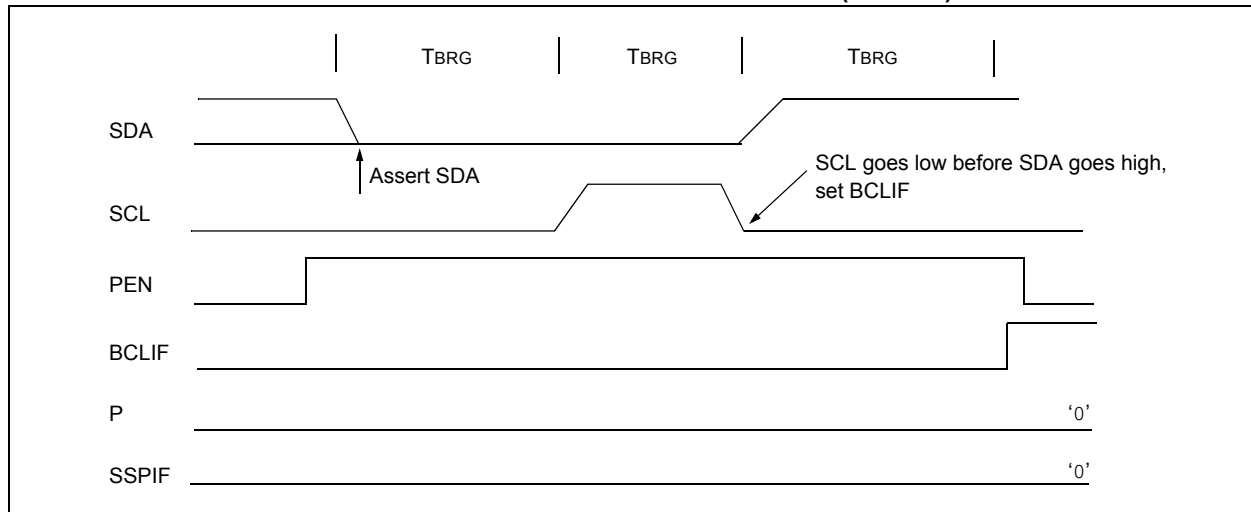 TBRG TBRG TBRG
SDA
Assert SDA
SCL goes low before SDA goes high,
set BCLIF
SCL
PEN
BCLIF
P
'0'
SSPIF
'0'